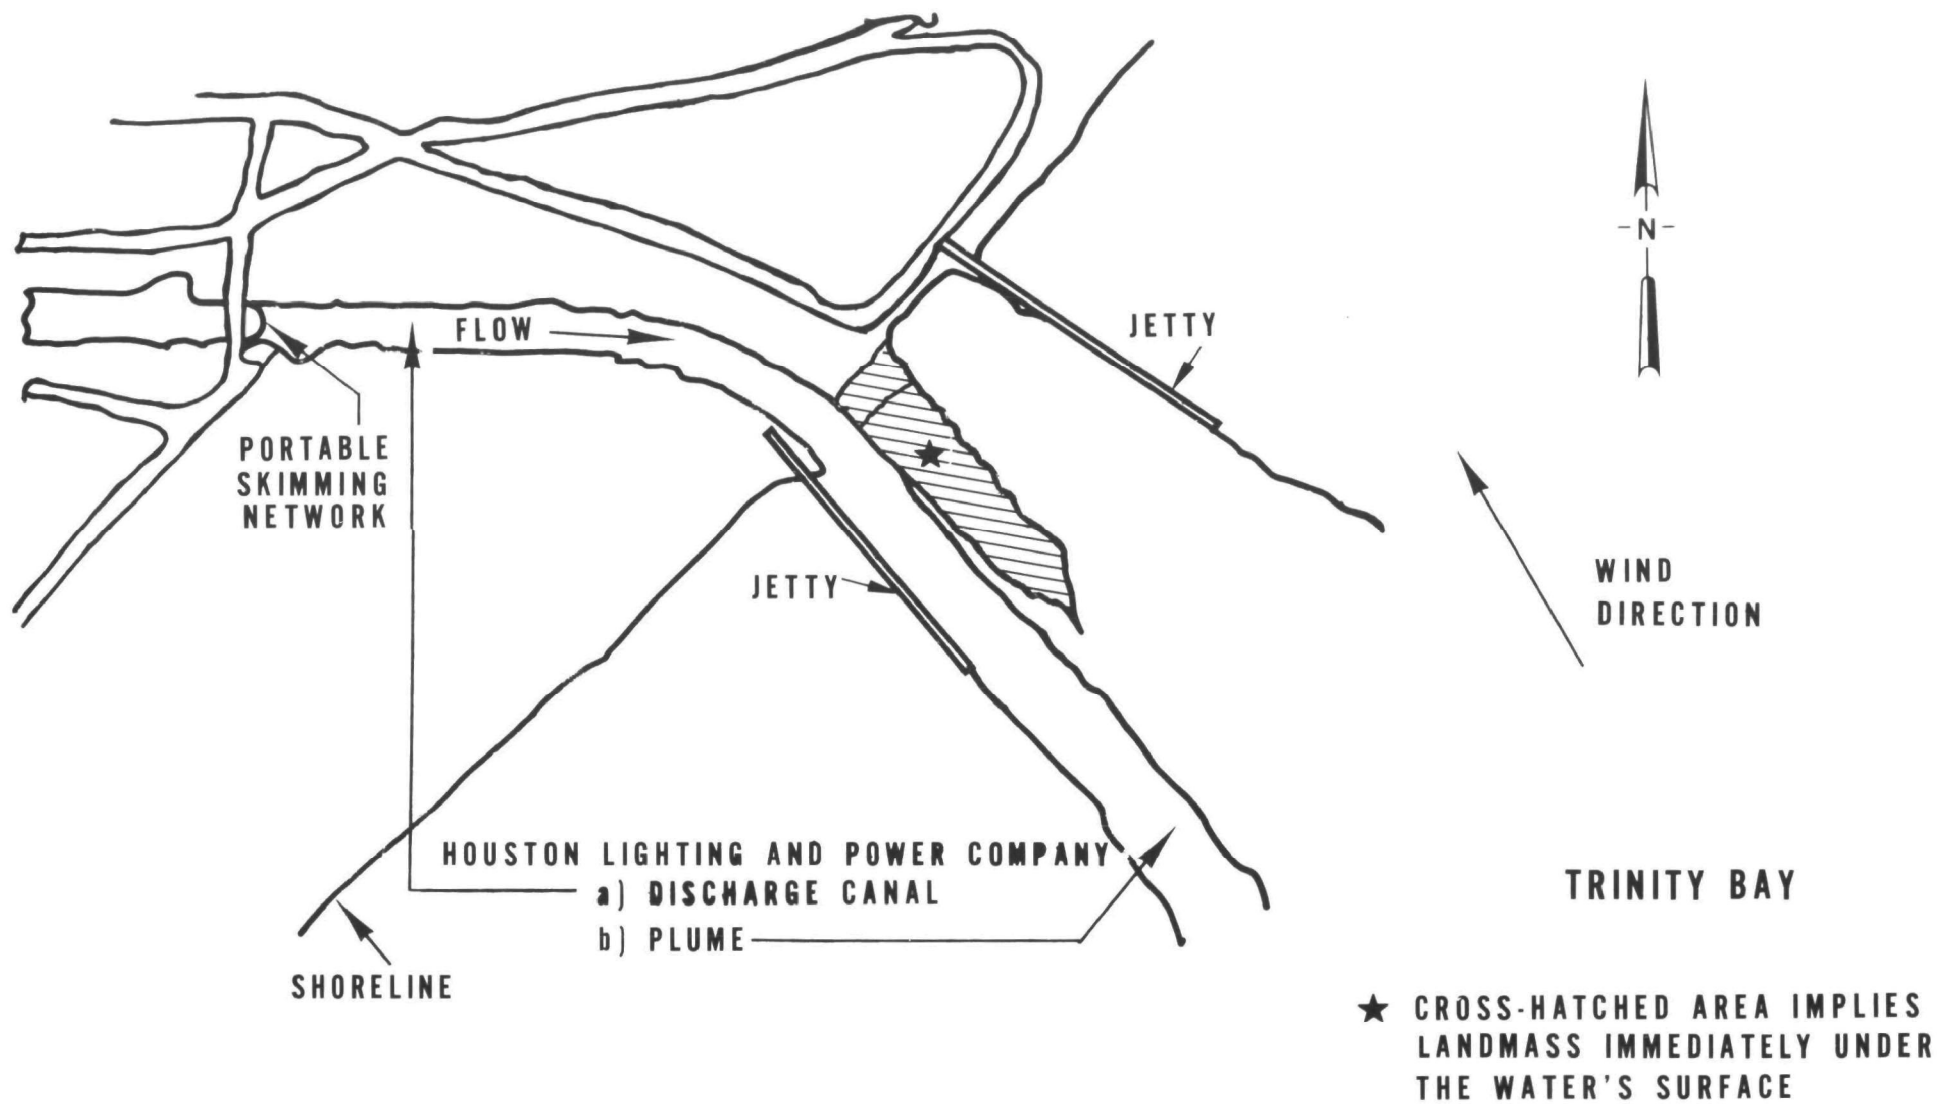 N
FLOW
JETTY
PORTABLE
SKIMMING
NETWORK
JETTY
WIND
DIRECTION
HOUSTON LIGHTING AND POWER COMPANY
a) DISCHARGE CANAL
b) PLUME
TRINITY BAY
SHORELINE
★ CROSS-HATCHED AREA IMPLIES
LANDMASS IMMEDIATELY UNDER
THE WATER'S SURFACE